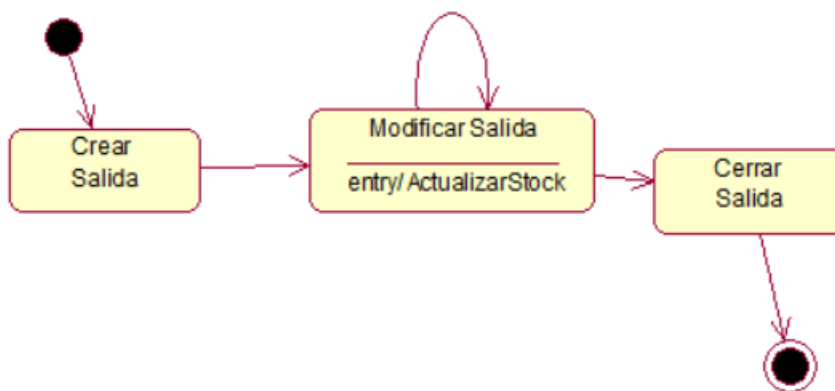 Crear
Salida
Modificar Salida
entry/ ActualizarStock
Cerrar
Salida